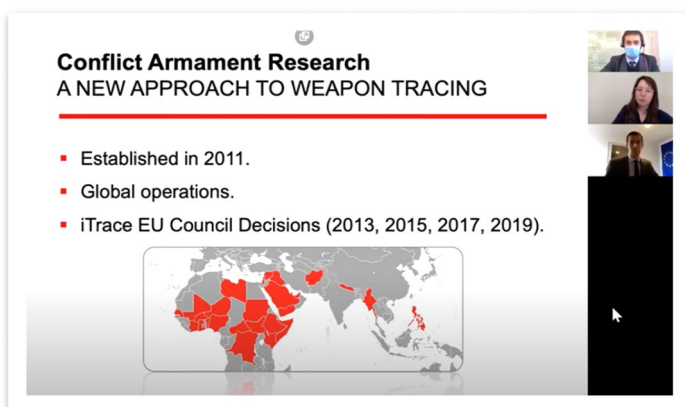 Conflict Armament Research
A NEW APPROACH TO WEAPON TRACING
Established in 2011.
Global operations.
iTrace EU Council Decisions (2013, 2015, 2017, 2019).